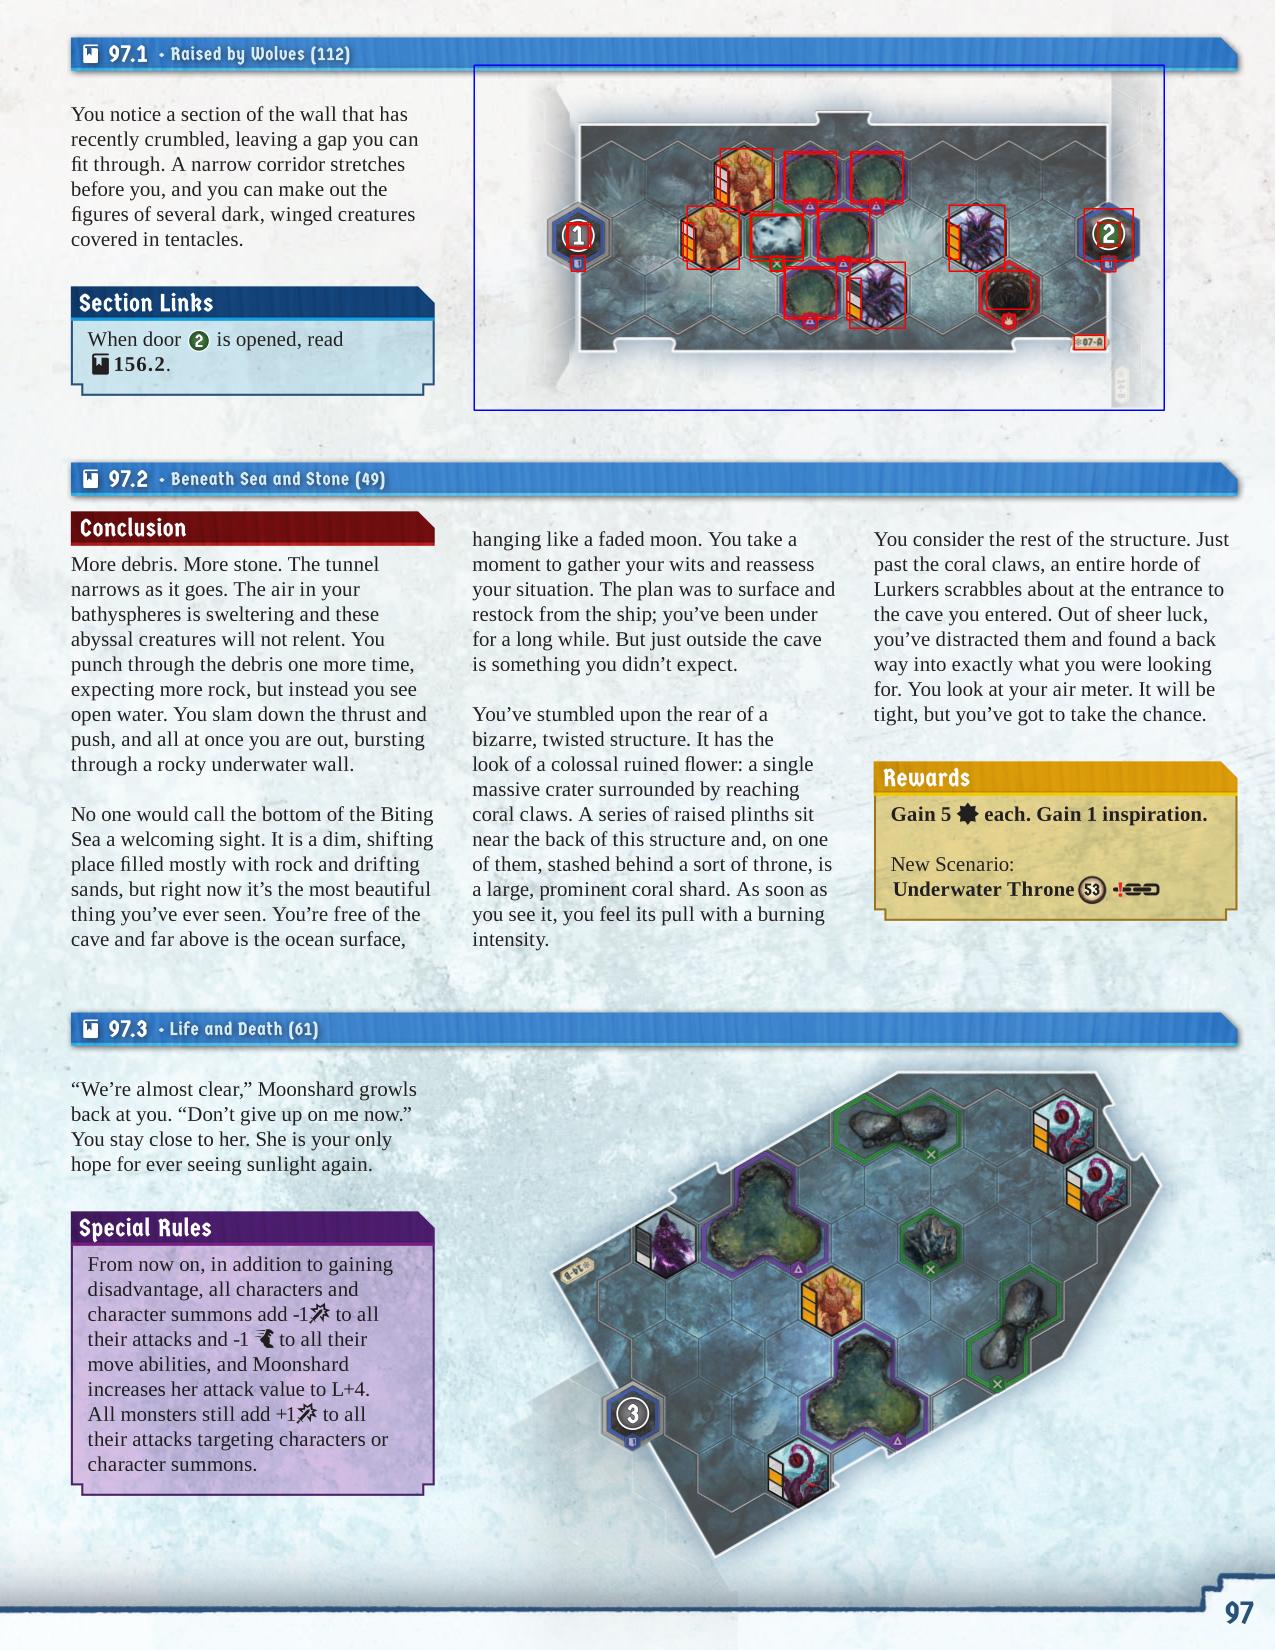 97.1 • Raised by Wolves (112)
You notice a section of the wall that has
recently crumbled, leaving a gap you can
fit through. A narrow corridor stretches
before you, and you can make out the
figures of several dark, winged creatures
covered in tentacles.
Section Links
When door 2 is opened, read
156.2.
1
2
07-A
14-B
97.2 • Beneath Sea and Stone (49)
Conclusion
More debris. More stone. The tunnel
narrows as it goes. The air in your
bathyspheres is sweltering and these
abyssal creatures will not relent. You
punch through the debris one more time,
expecting more rock, but instead you see
open water. You slam down the thrust and
push, and all at once you are out, bursting
through a rocky underwater wall.
No one would call the bottom of the Biting
Sea a welcoming sight. It is a dim, shifting
place filled mostly with rock and drifting
sands, but right now it’s the most beautiful
thing you’ve ever seen. You’re free of the
cave and far above is the ocean surface,
hanging like a faded moon. You take a
moment to gather your wits and reassess
your situation. The plan was to surface and
restock from the ship; you’ve been under
for a long while. But just outside the cave
is something you didn’t expect.
You’ve stumbled upon the rear of a
bizarre, twisted structure. It has the
look of a colossal ruined flower: a single
massive crater surrounded by reaching
coral claws. A series of raised plinths sit
near the back of this structure and, on one
of them, stashed behind a sort of throne, is
a large, prominent coral shard. As soon as
you see it, you feel its pull with a burning
intensity.
You consider the rest of the structure. Just
past the coral claws, an entire horde of
Lurkers scrabbles about at the entrance to
the cave you entered. Out of sheer luck,
you’ve distracted them and found a back
way into exactly what you were looking
for. You look at your air meter. It will be
tight, but you’ve got to take the chance.
Rewards
Gain 5 each. Gain 1 inspiration.
New Scenario:
Underwater Throne 53
97.3 • Life and Death (61)
“We’re almost clear,” Moonshard growls
back at you. “Don’t give up on me now.”
You stay close to her. She is your only
hope for ever seeing sunlight again.
Special Rules
From now on, in addition to gaining
disadvantage, all characters and
character summons add -1 to all
their attacks and -1 to all their
move abilities, and Moonshard
increases her attack value to L+4.
All monsters still add +1 to all
their attacks targeting characters or
character summons.
14-B
3
97